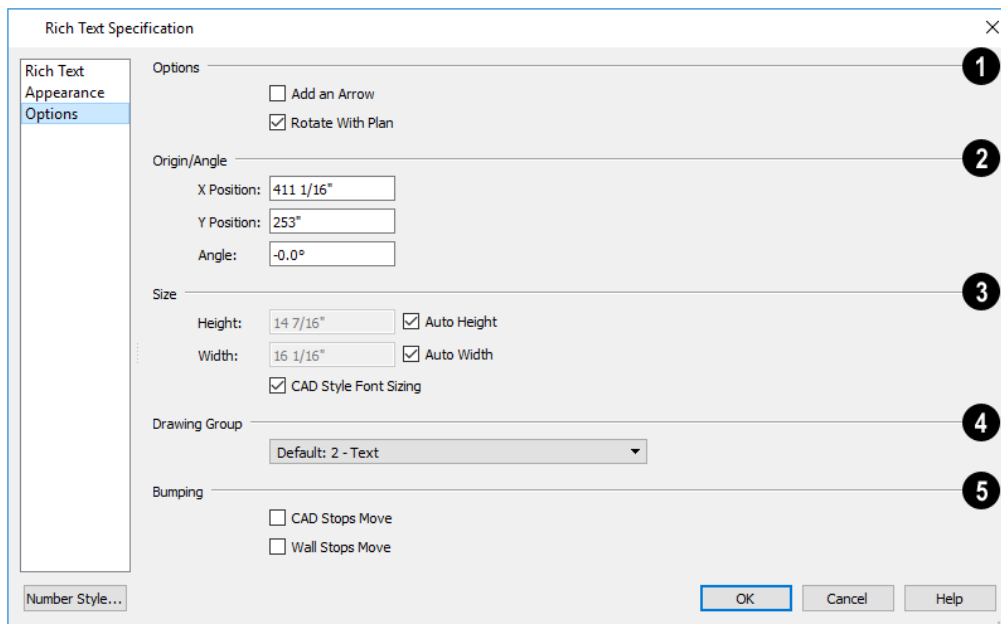 Rich Text Specification
Rich Text
Appearance
Options
Options 1
Add an Arrow
Rotate With Plan
Origin/Angle 2
X Position: 411 1/16"
Y Position: 253"
Angle: -0.0°
Size 3
Height: 14 7/16" Auto Height
Width: 16 1/16" Auto Width
CAD Style Font Sizing
Drawing Group 4
Default: 2 - Text
Bumping 5
CAD Stops Move
Wall Stops Move
Number Style... OK Cancel Help